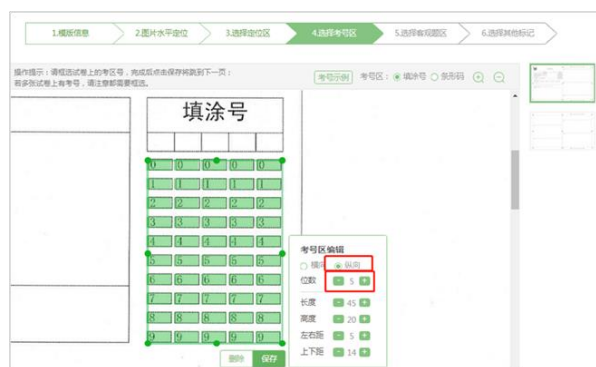 1.模版信息 2.图片水平定位 3.选择定位区 4.选择考号区 5.选择客观题区 6.选择其他标记
操作提示：请框选试卷上的考区号，完成后点击保存将跳到下一页；
若多张试卷上有考号，请注意都需要框选。
考号示例 考号区： 填涂号 条形码
填涂号
0 0 0 0 0
1 1 1 1 1
2 2 2 2 2
3 3 3 3 3
4 4 4 4 4
5 5 5 5 5
6 6 6 6 6
7 7 7 7 7
8 8 8 8 8
9 9 9 9 9
考号区编辑
横向 纵向
位数 - 5 +
长度 - 45 +
高度 - 20 +
左右距 - 5 +
上下距 - 14 +
删除 保存